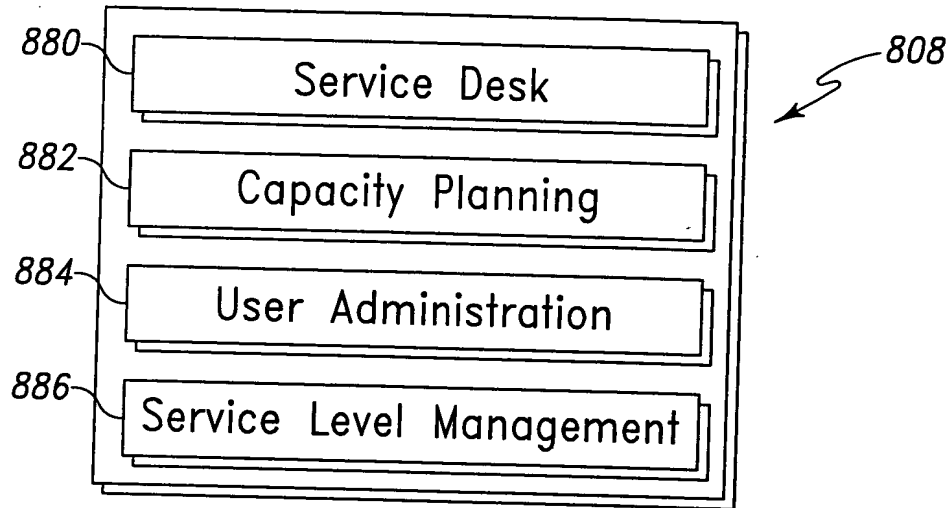 880
Service Desk
808
882
Capacity Planning
884
User Administration
886
Service Level Management